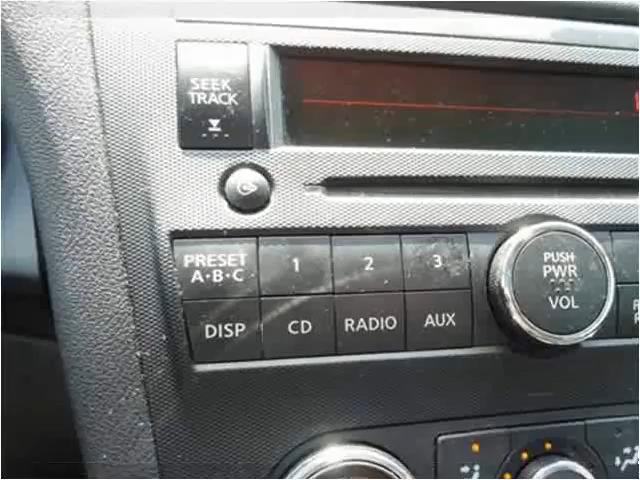 SEEK
TRACK
PRESET
A•B•C
1
2
3
PUSH
PWR
VOL
DISP
CD
RADIO
AUX